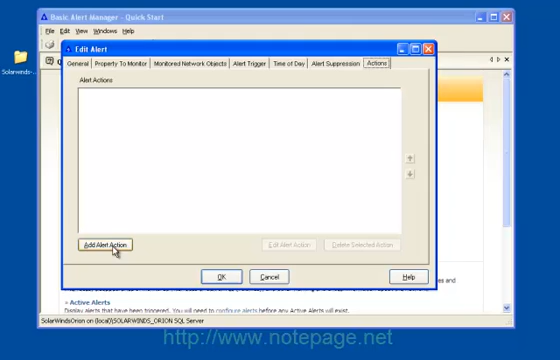 Basic Alert Manager - Quick Start
File Edit View Windows Help
Edit Alert
General Property To Monitor Monitored Network Objects Alert Trigger Time of Day Alert Suppression Actions
Solarwinds-...
Alert Actions
Add Alert Action Edit Alert Action Delete Selected Action
OK Cancel Help
and
» Active Alerts
Display alerts that have been triggered. You will need to configure alerts before any Active Alerts will exist.
SolarWindsOrion on (local)\SOLARWINDS_ORION SQL Server
http://www.notepage.net